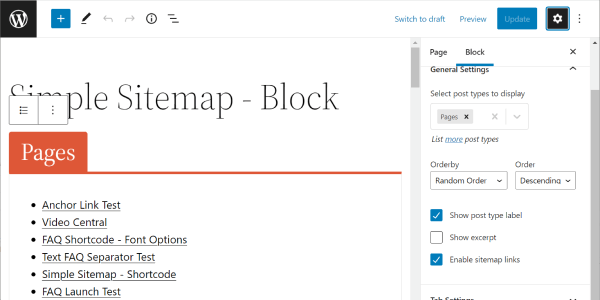 Switch to draft Preview Update
Simple Sitemap - Block
Pages
Anchor Link Test
Video Central
FAQ Shortcode - Font Options
Text FAQ Separator Test
Simple Sitemap - Shortcode
FAQ Launch Test
Page Block
General Settings
Select post types to display
Pages
List more post types
Orderby Order
Random Order Descending
Show post type label
Show excerpt
Enable sitemap links
Tab Settings